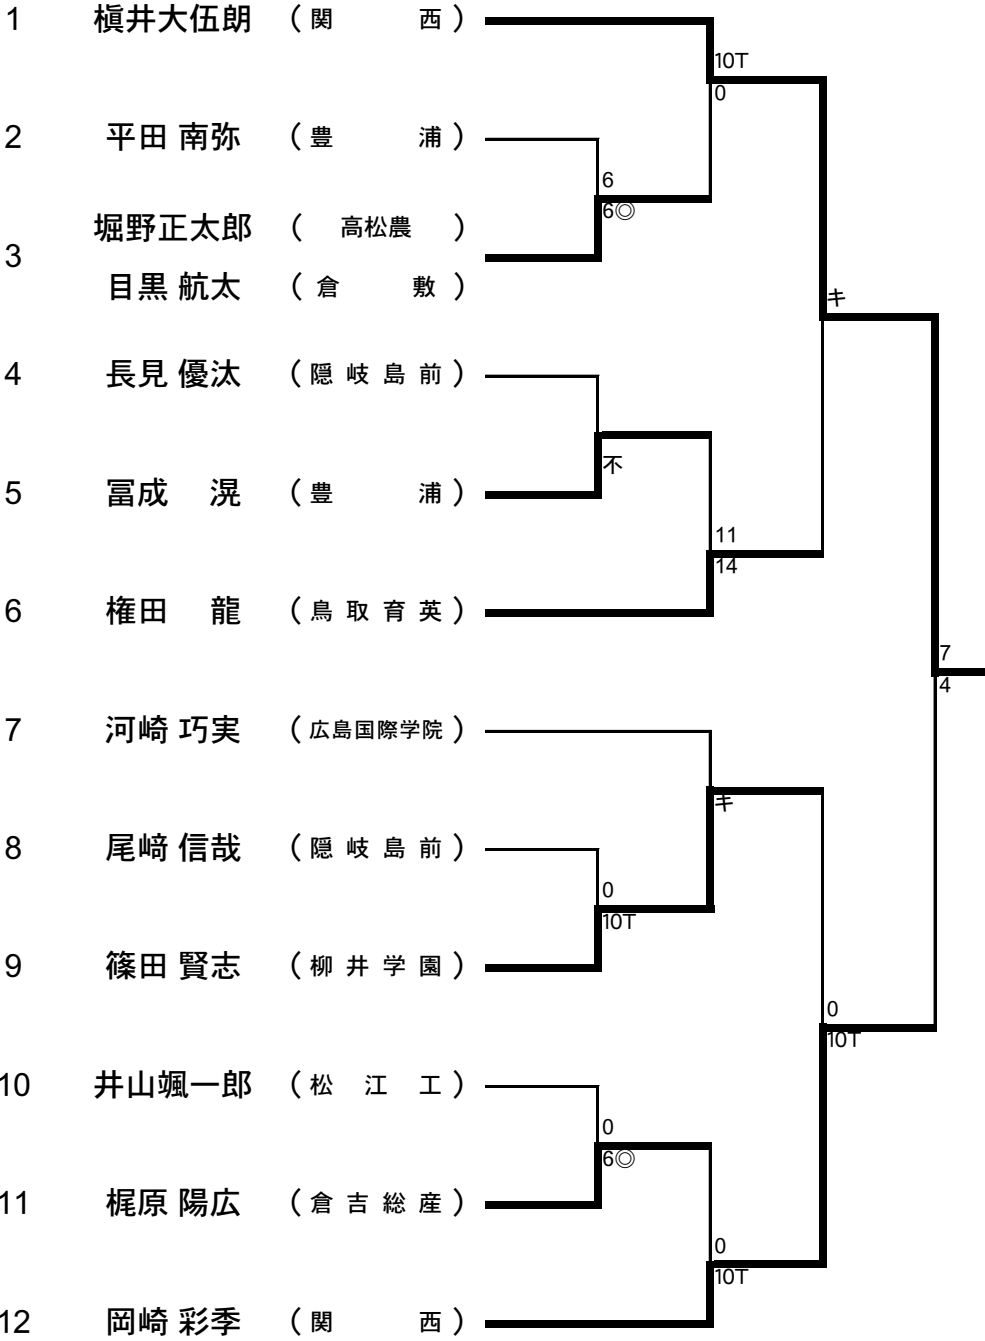 1 槇井大伍朗 (関 西)
10T
0
2 平田 南弥 (豊 浦)
6
6◎
堀野正太郎 ( 高松農 )
3
目黒 航太 (倉 敷)
キ
4 長見 優汰 (隠岐島前)
不
5 冨成 滉 (豊 浦)
11
14
6 権田 龍 (鳥取育英)
7
4
7 河崎 巧実 (広島国際学院)
キ
8 尾﨑 信哉 (隠岐島前)
0
10T
9 篠田 賢志 (柳井学園)
0
10T
10 井山颯一郎 (松江工)
0
6◎
11 梶原 陽広 (倉吉総産)
0
10T
12 岡崎 彩季 (関 西)